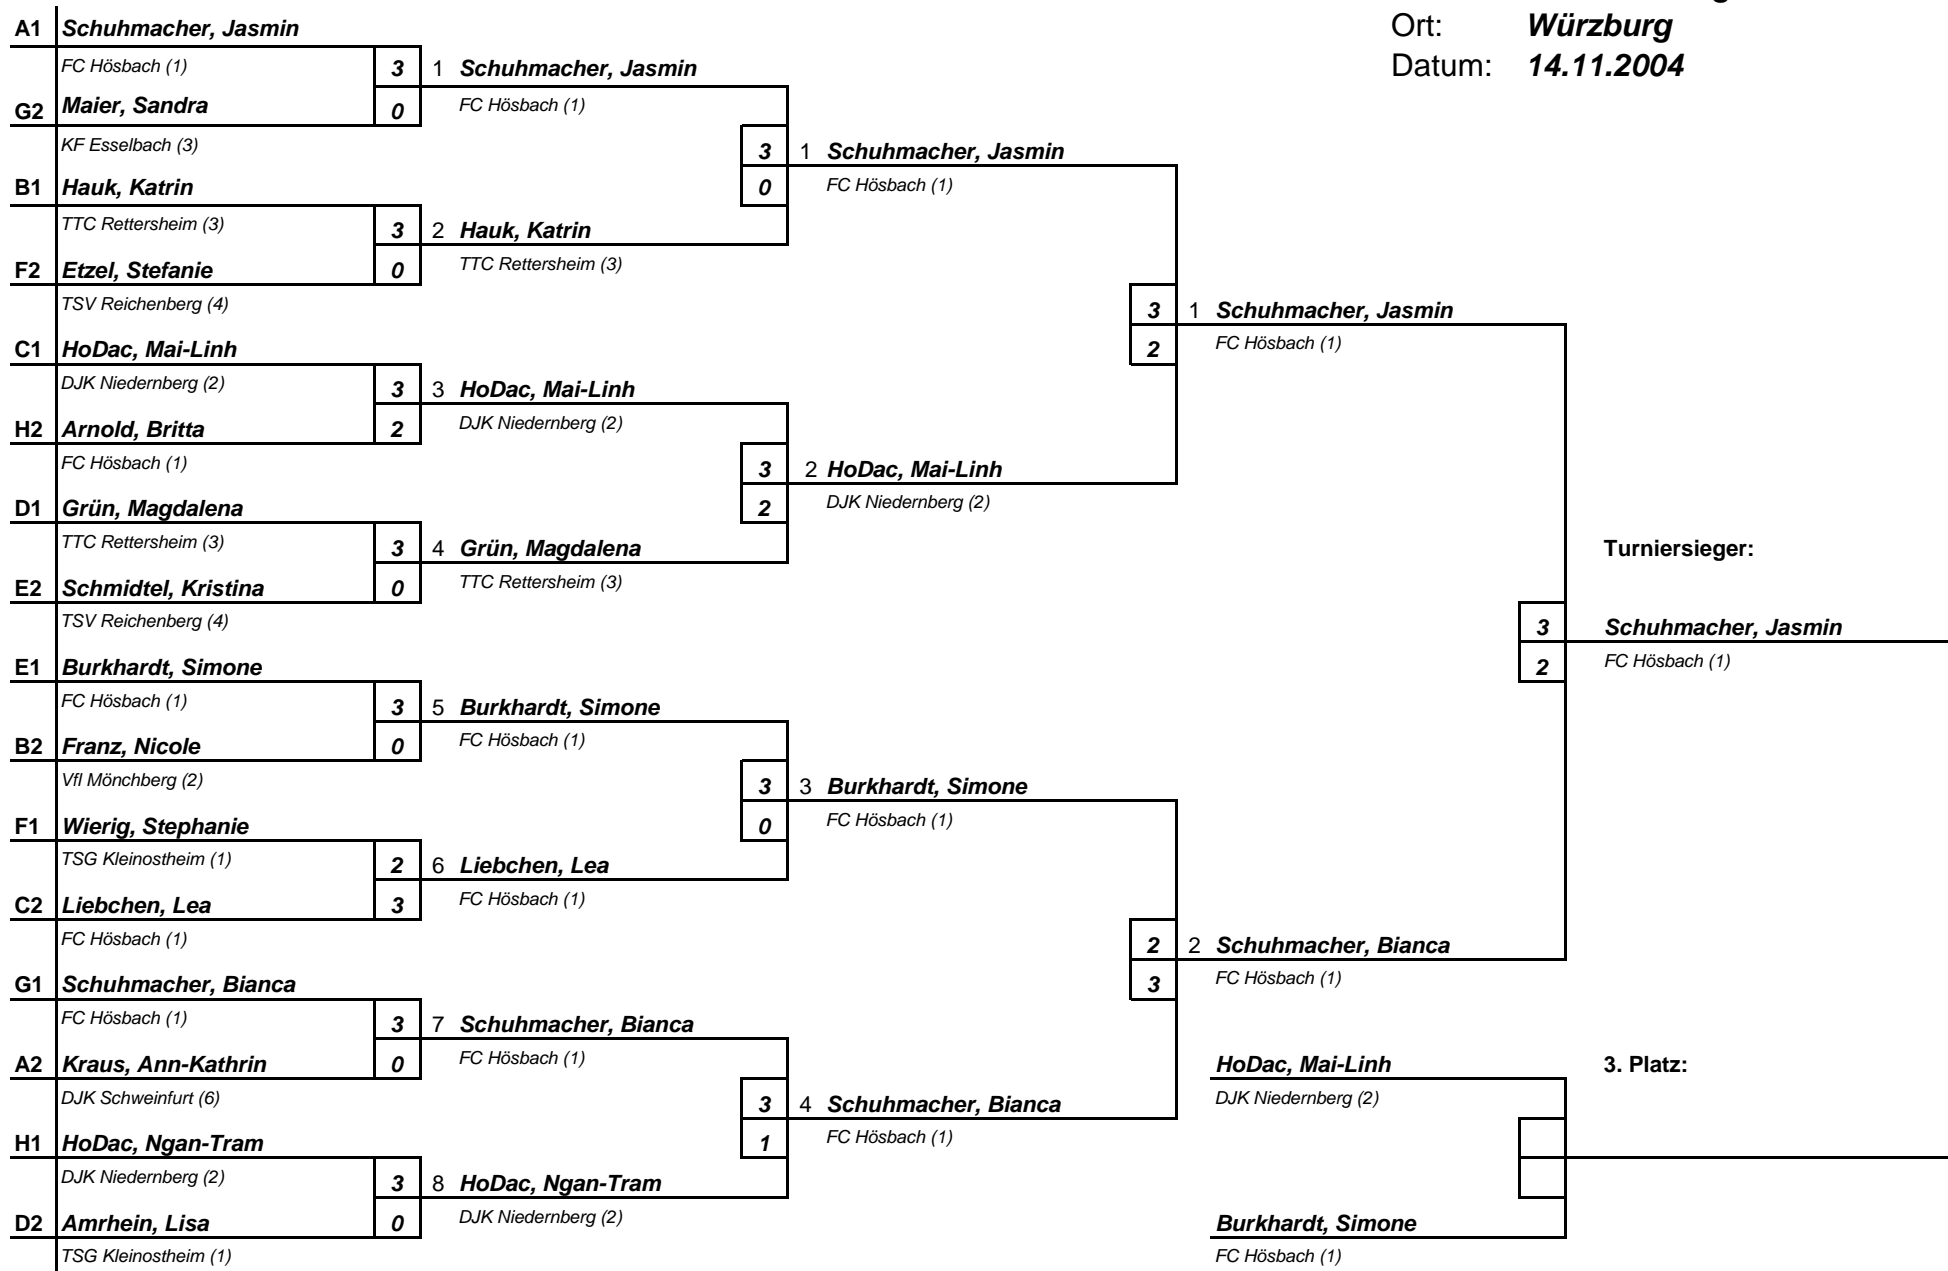 Ort: Würzburg
Datum: 14.11.2004
A1 Schuhmacher, Jasmin
FC Hösbach (1)
3 1 Schuhmacher, Jasmin
G2 Maier, Sandra
0 FC Hösbach (1)
KF Esselbach (3)
3 1 Schuhmacher, Jasmin
B1 Hauk, Katrin
0 FC Hösbach (1)
TTC Rettersheim (3)
3 2 Hauk, Katrin
F2 Etzel, Stefanie
0 TTC Rettersheim (3)
TSV Reichenberg (4)
3 1 Schuhmacher, Jasmin
C1 HoDac, Mai-Linh
2 FC Hösbach (1)
DJK Niedernberg (2)
3 3 HoDac, Mai-Linh
H2 Arnold, Britta
2 DJK Niedernberg (2)
FC Hösbach (1)
3 2 HoDac, Mai-Linh
D1 Grün, Magdalena
2 DJK Niedernberg (2)
TTC Rettersheim (3)
3 4 Grün, Magdalena
Turniersieger:
E2 Schmidtel, Kristina
0 TTC Rettersheim (3)
TSV Reichenberg (4)
3 Schuhmacher, Jasmin
E1 Burkhardt, Simone
2 FC Hösbach (1)
FC Hösbach (1)
3 5 Burkhardt, Simone
B2 Franz, Nicole
0 FC Hösbach (1)
Vfl Mönchberg (2)
3 3 Burkhardt, Simone
F1 Wierig, Stephanie
0 FC Hösbach (1)
TSG Kleinostheim (1)
2 6 Liebchen, Lea
C2 Liebchen, Lea
3 FC Hösbach (1)
FC Hösbach (1)
2 2 Schuhmacher, Bianca
G1 Schuhmacher, Bianca
3 FC Hösbach (1)
FC Hösbach (1)
3 7 Schuhmacher, Bianca
A2 Kraus, Ann-Kathrin
0 FC Hösbach (1)
HoDac, Mai-Linh
3. Platz:
DJK Schweinfurt (6)
3 4 Schuhmacher, Bianca
DJK Niedernberg (2)
H1 HoDac, Ngan-Tram
1 FC Hösbach (1)
DJK Niedernberg (2)
3 8 HoDac, Ngan-Tram
D2 Amrhein, Lisa
0 DJK Niedernberg (2)
Burkhardt, Simone
TSG Kleinostheim (1)
FC Hösbach (1)